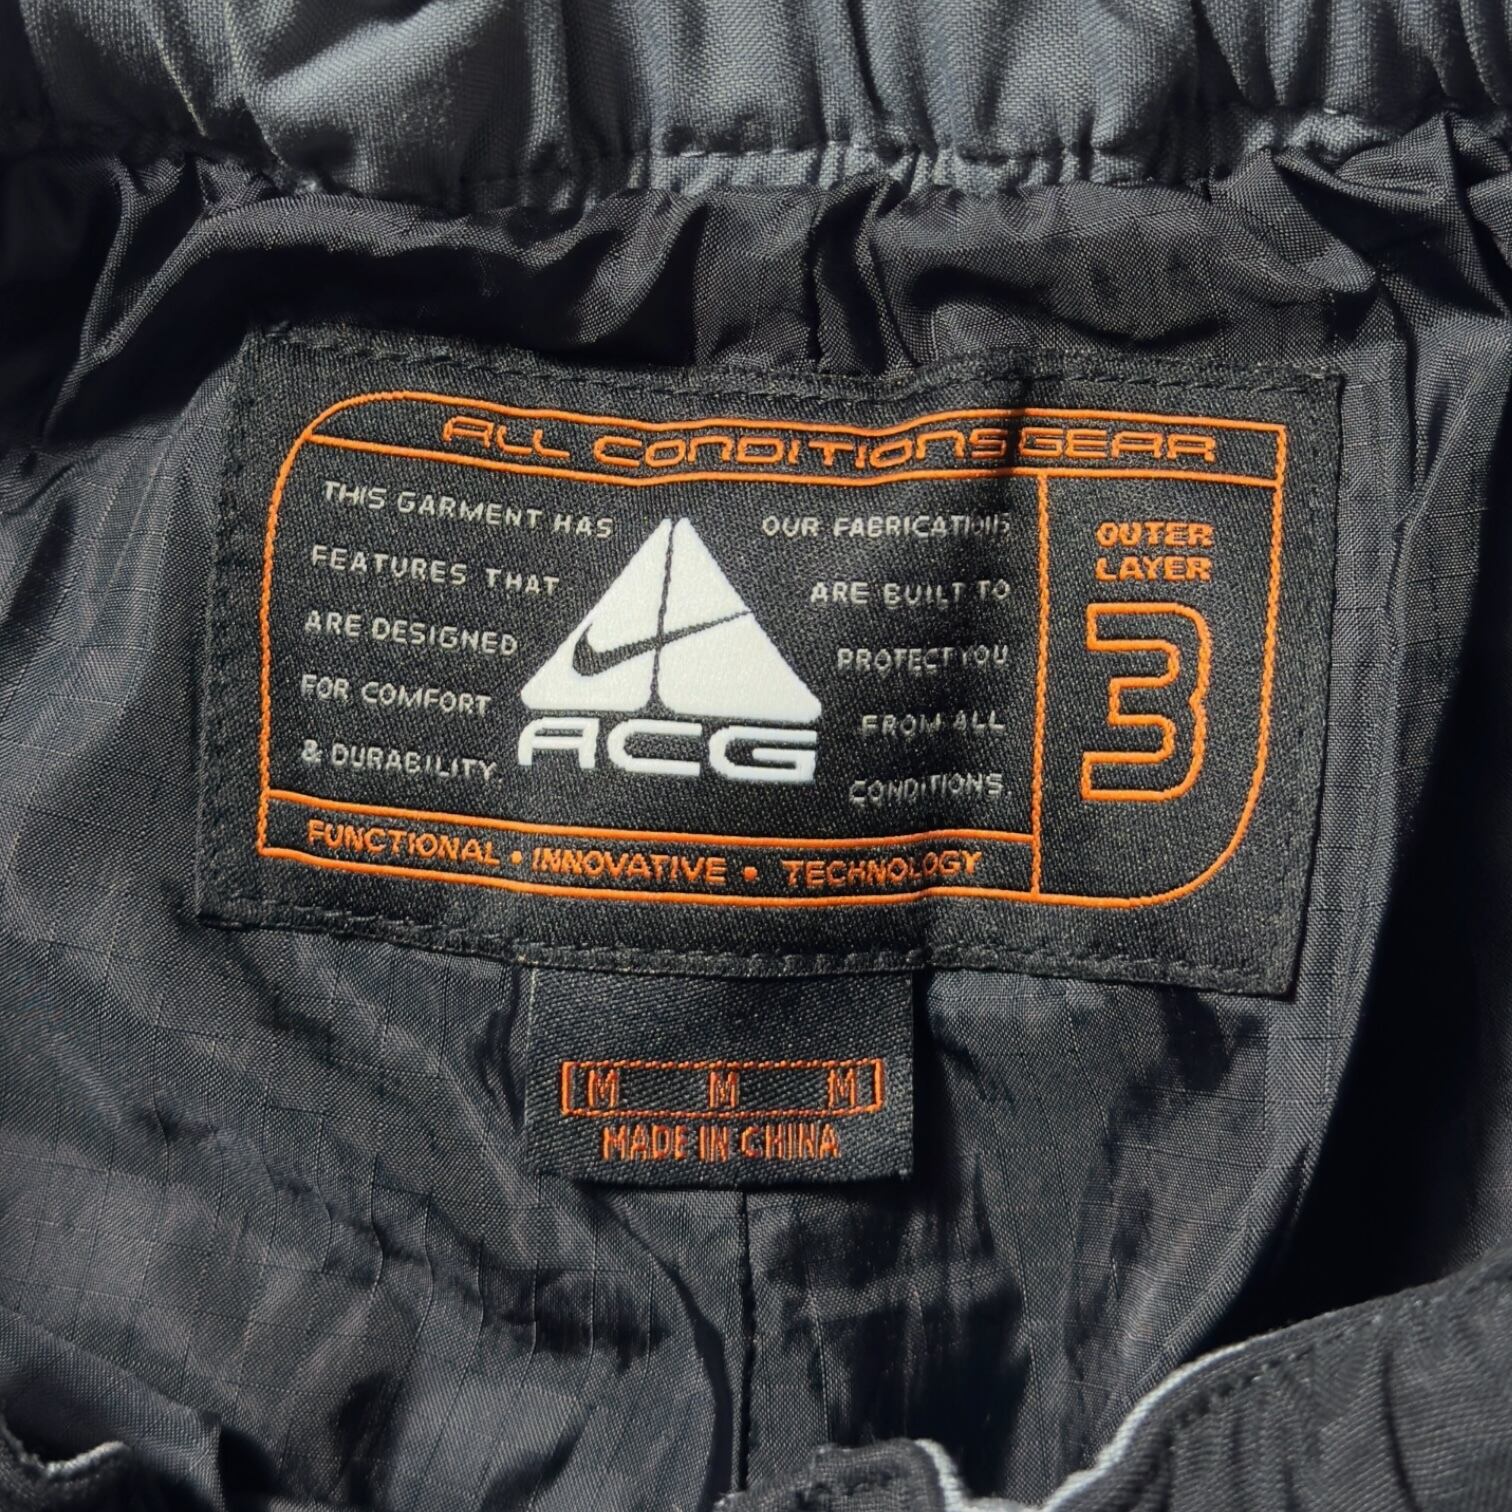 ALL CONDITIONS GEAR
THIS GARMENT HAS
FEATURES THAT
ARE DESIGNED
FOR COMFORT
& DURABILITY.
ACG
OUR FABRICATIONS
ARE BUILT TO
PROTECT YOU
FROM ALL
CONDITIONS.
OUTER
LAYER
3
FUNCTIONAL • INNOVATIVE • TECHNOLOGY
M M M
MADE IN CHINA